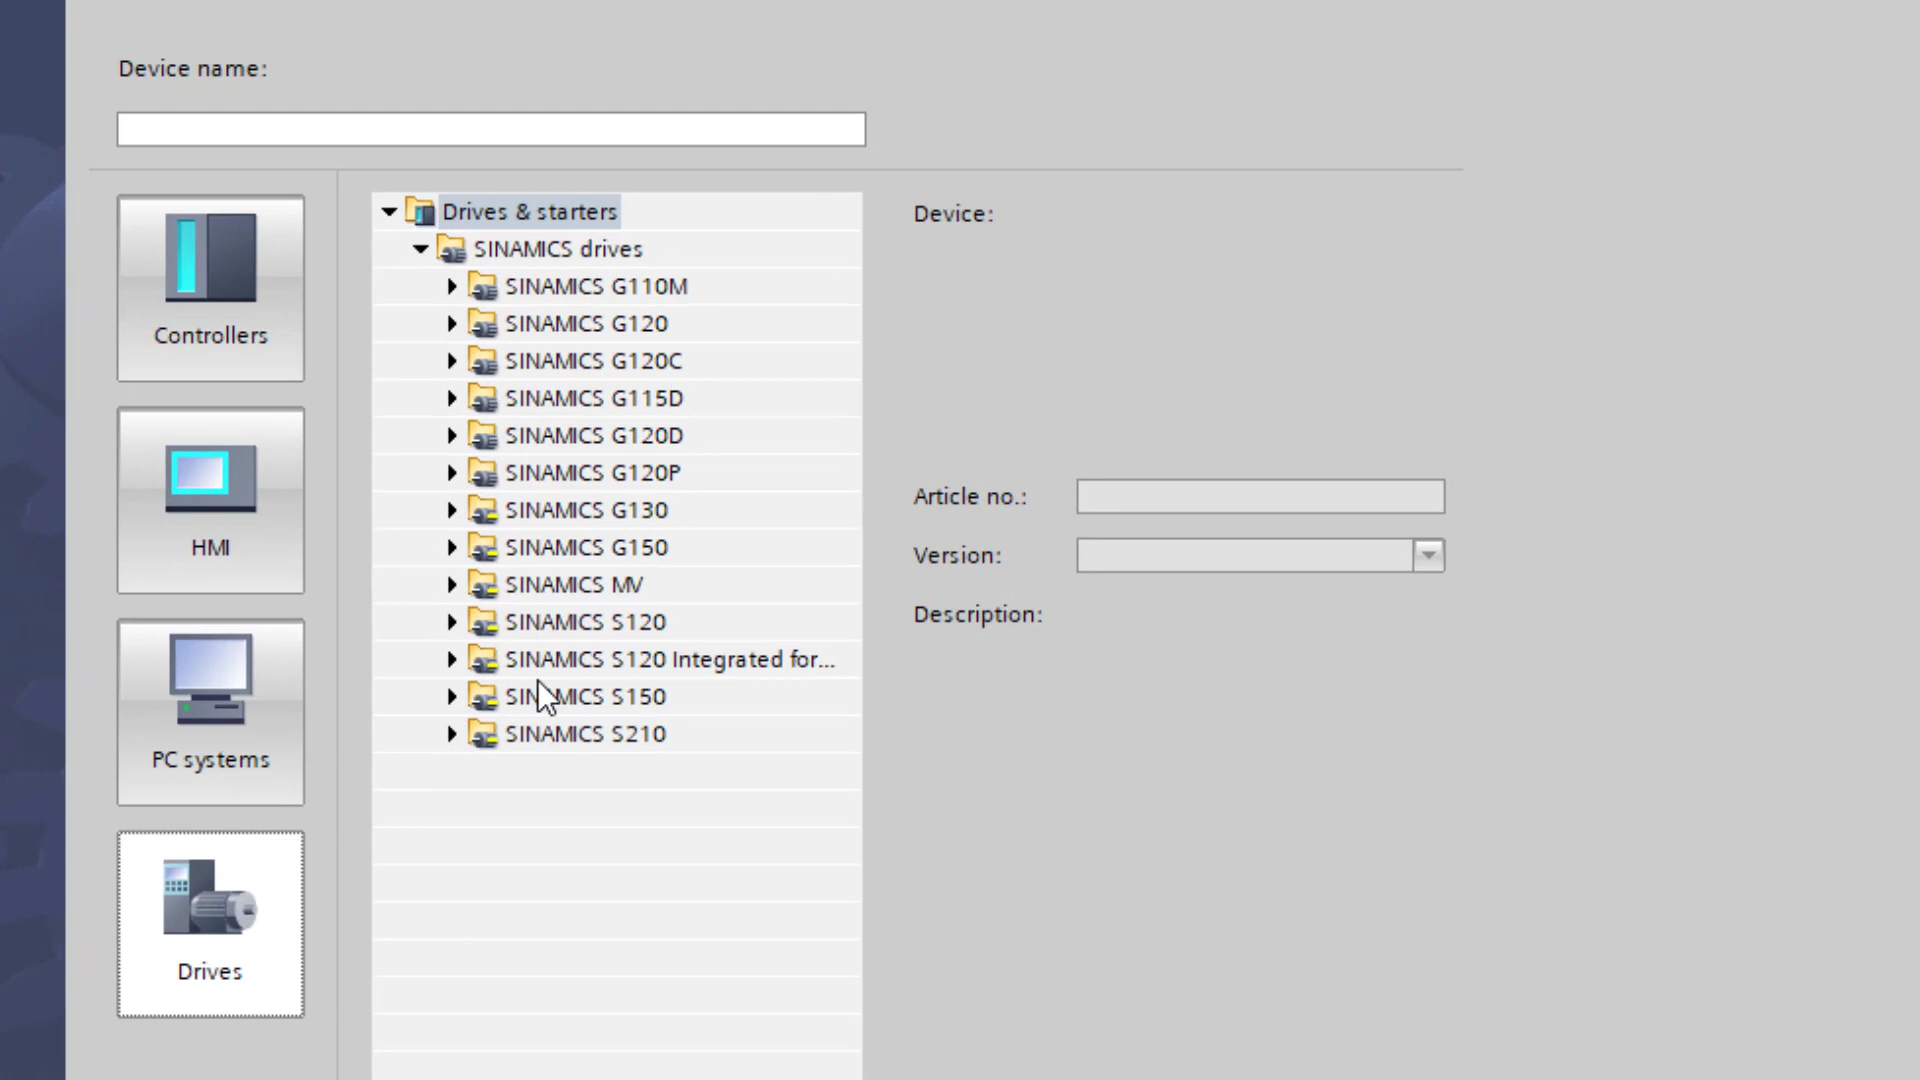 Device name:
Controllers
HMI
PC systems
Drives
Drives & starters
SINAMICS drives
SINAMICS G110M
SINAMICS G120
SINAMICS G120C
SINAMICS G115D
SINAMICS G120D
SINAMICS G120P
SINAMICS G130
SINAMICS G150
SINAMICS MV
SINAMICS S120
SINAMICS S120 Integrated for...
SINAMICS S150
SINAMICS S210
Device:
Article no.:
Version:
Description: